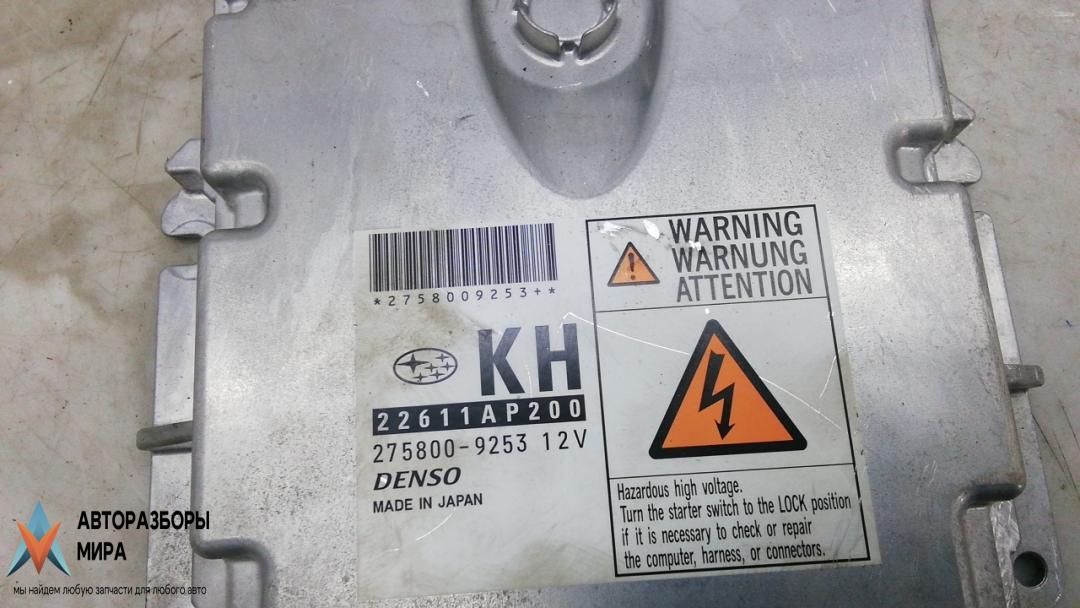 *2758009253+*
KH
22611AP200
275800-9253 12V
DENSO
MADE IN JAPAN
WARNING
WARNUNG
ATTENTION
Hazardous high voltage.
Turn the starter switch to the LOCK position
if it is necessary to check or repair
the computer, harness, or connectors.
АВТОРАЗБОРЫ
МИРА
мы найдем любую запчасти для любого авто